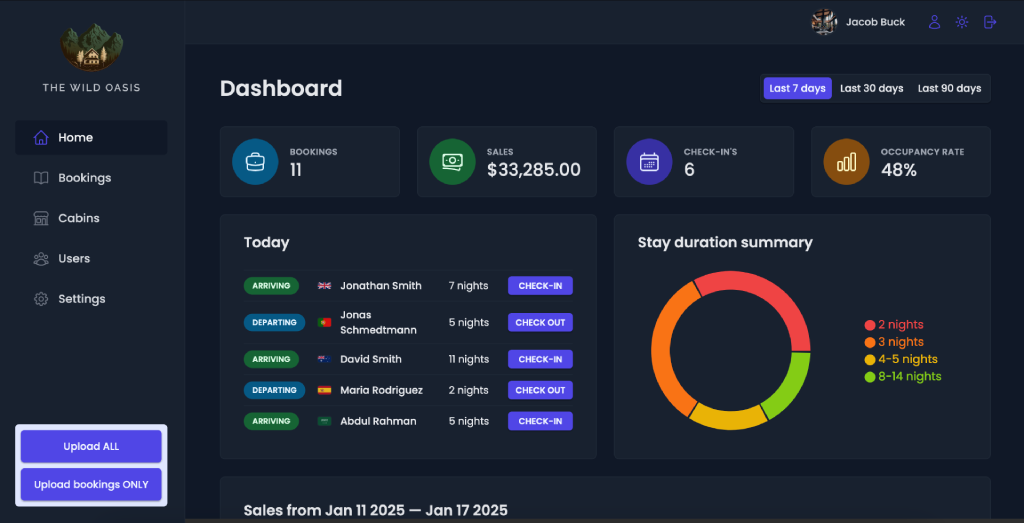 THE WILD OASIS
Home
Bookings
Cabins
Users
Settings
Upload ALL
Upload bookings ONLY
Jacob Buck
Dashboard
Last 7 days Last 30 days Last 90 days
BOOKINGS
11
SALES
$33,285.00
CHECK-IN'S
6
OCCUPANCY RATE
48%
Today
ARRIVING Jonathan Smith 7 nights CHECK-IN
DEPARTING Jonas
Schmedtmann 5 nights CHECK OUT
ARRIVING David Smith 11 nights CHECK-IN
DEPARTING Maria Rodriguez 2 nights CHECK OUT
ARRIVING Abdul Rahman 5 nights CHECK-IN
Stay duration summary
2 nights
3 nights
4-5 nights
8-14 nights
Sales from Jan 11 2025 — Jan 17 2025